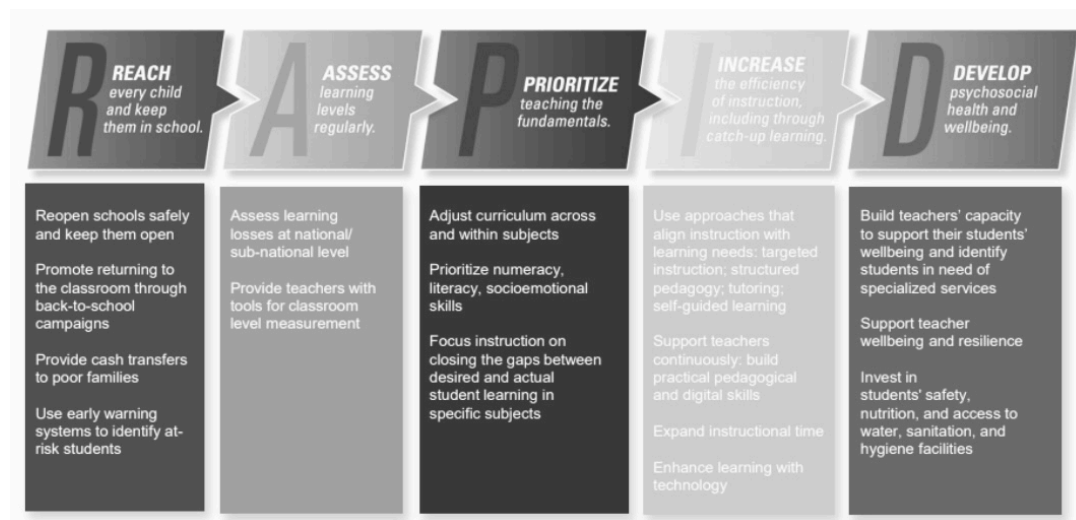 R
REACH
every child
and keep
them in school.
A
ASSESS
learning
levels
regularly.
P
PRIORITIZE
teaching the
fundamentals.
I
INCREASE
the efficiency
of instruction,
including through
catch-up learning.
D
DEVELOP
psychosocial
health and
wellbeing.
Reopen schools safely
and keep them open
Promote returning to
the classroom through
back-to-school
campaigns
Provide cash transfers
to poor families
Use early warning
systems to identify at-
risk students
Assess learning
losses at national/
sub-national level
Provide teachers with
tools for classroom
level measurement
Adjust curriculum across
and within subjects
Prioritize numeracy,
literacy, socioemotional
skills
Focus instruction on
closing the gaps between
desired and actual
student learning in
specific subjects
Use approaches that
align instruction with
learning needs: targeted
instruction; structured
pedagogy; tutoring;
self-guided learning
Support teachers
continuously: build
practical pedagogical
and digital skills
Expand instructional time
Enhance learning with
technology
Build teachers' capacity
to support their students'
wellbeing and identify
students in need of
specialized services
Support teacher
wellbeing and resilience
Invest in
students' safety,
nutrition, and access to
water, sanitation, and
hygiene facilities